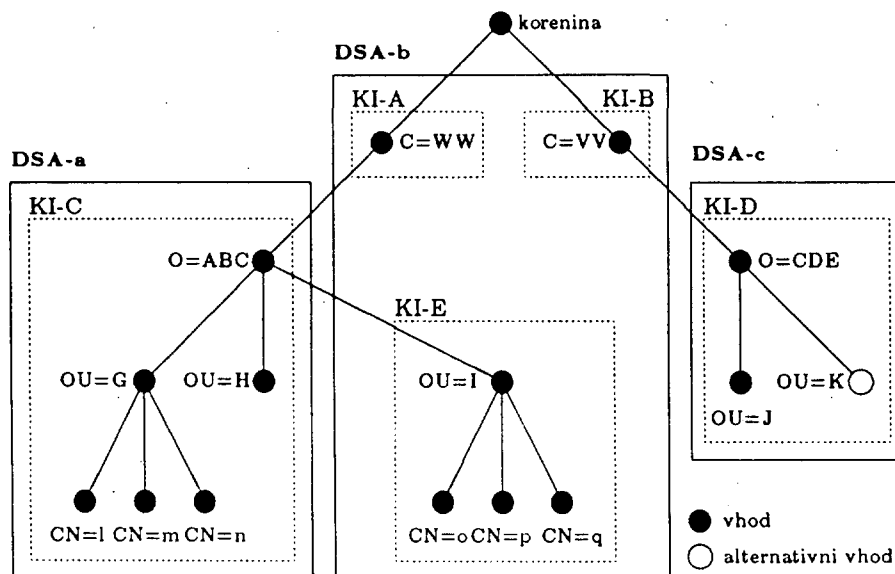 korenina
DSA-b
KI-A
KI-B
C=WW
C=VV
DSA-a
DSA-c
KI-C
KI-D
O=ABC
O=CDE
KI-E
OU=G
OU=H
OU=I
OU=K
OU=J
CN=l CN=m CN=n
CN=o CN=p CN=q
vhod
alternativni vhod